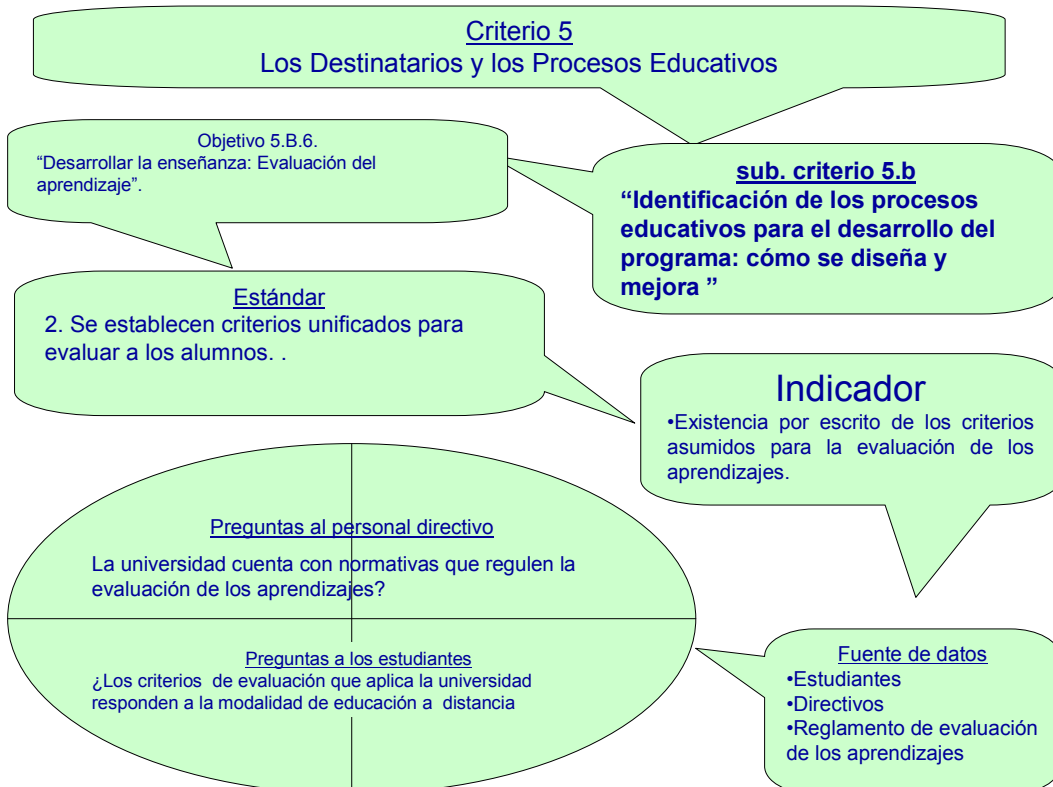 Criterio 5
Los Destinatarios y los Procesos Educativos
Objetivo 5.B.6.
“Desarrollar la enseñanza: Evaluación del
aprendizaje”.
sub. criterio 5.b
“Identificación de los procesos
educativos para el desarrollo del
programa: cómo se diseña y
mejora ”
Estándar
2. Se establecen criterios unificados para
evaluar a los alumnos. .
Indicador
•Existencia por escrito de los criterios
asumidos para la evaluación de los
aprendizajes.
Preguntas al personal directivo
La universidad cuenta con normativas que regulen la
evaluación de los aprendizajes?
Preguntas a los estudiantes
¿Los criterios  de evaluación que aplica la universidad
responden a la modalidad de educación a  distancia
Fuente de datos
•Estudiantes
•Directivos
•Reglamento de evaluación
de los aprendizajes